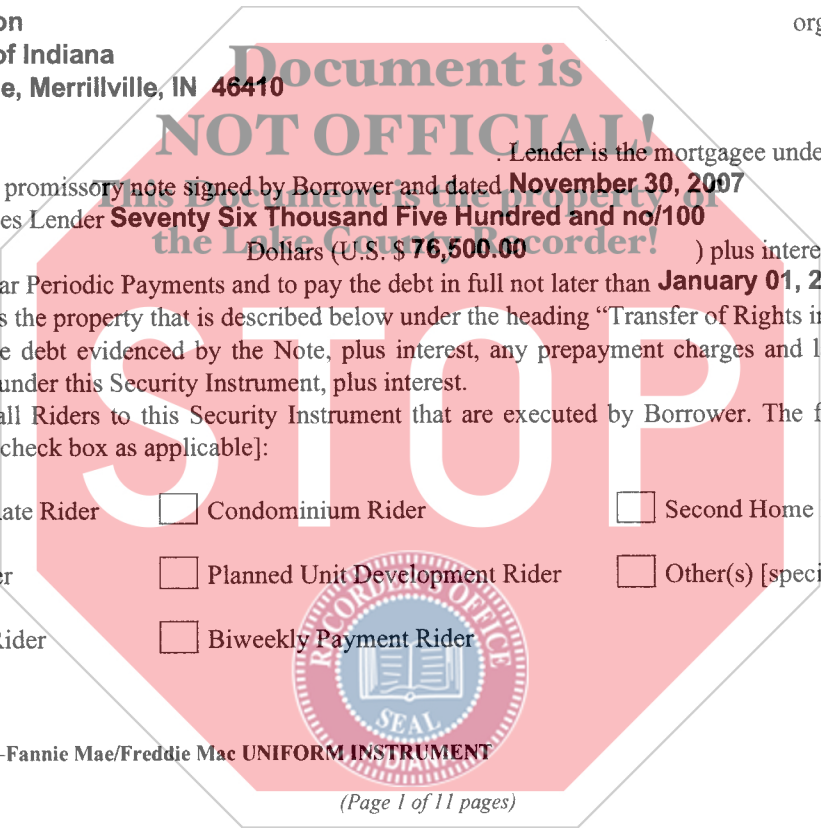 on
org
of Indiana
e, Merrillville, IN 46410
Document is
NOT OFFICIAL!
. Lender is the mortgagee unde
This Document is the property of
promissory note signed by Borrower and dated November 30, 2007
es Lender Seventy Six Thousand Five Hundred and no/100
the Lake County Recorder!
Dollars (U.S. $ 76,500.00 ) plus intere
ar Periodic Payments and to pay the debt in full not later than January 01, 2
s the property that is described below under the heading “Transfer of Rights in
e debt evidenced by the Note, plus interest, any prepayment charges and l
under this Security Instrument, plus interest.
all Riders to this Security Instrument that are executed by Borrower. The f
check box as applicable]:
STOP
ate Rider Condominium Rider Second Home
er Planned Unit Development Rider Other(s) [speci
Rider Biweekly Payment Rider
RECORDER'S OFFICE
SEAL
INDIANA
-Fannie Mae/Freddie Mac UNIFORM INSTRUMENT
(Page 1 of 11 pages)